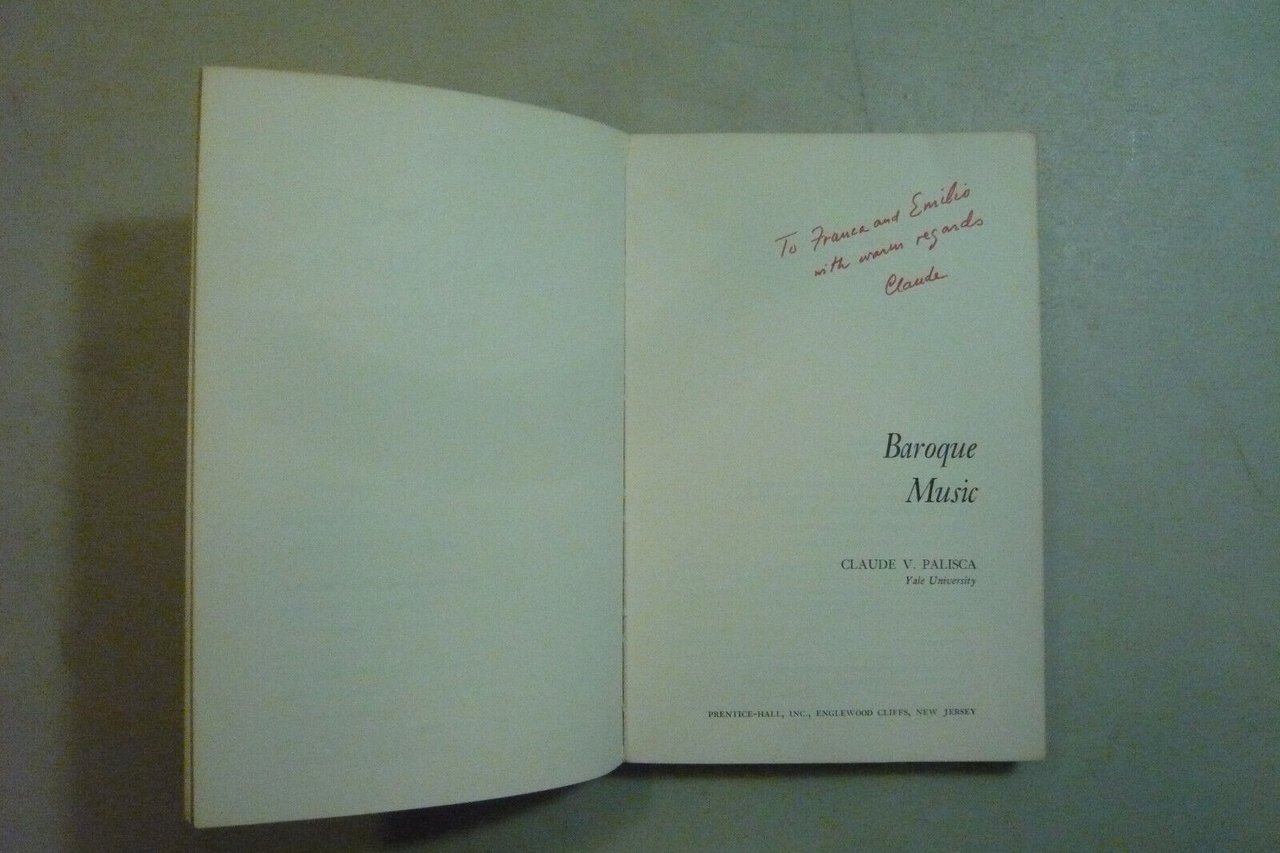 To Franca and Emilio
with warm regards
Claude
Baroque
Music
CLAUDE V. PALISCA
Yale University
PRENTICE-HALL, INC., ENGLEWOOD CLIFFS, NEW JERSEY